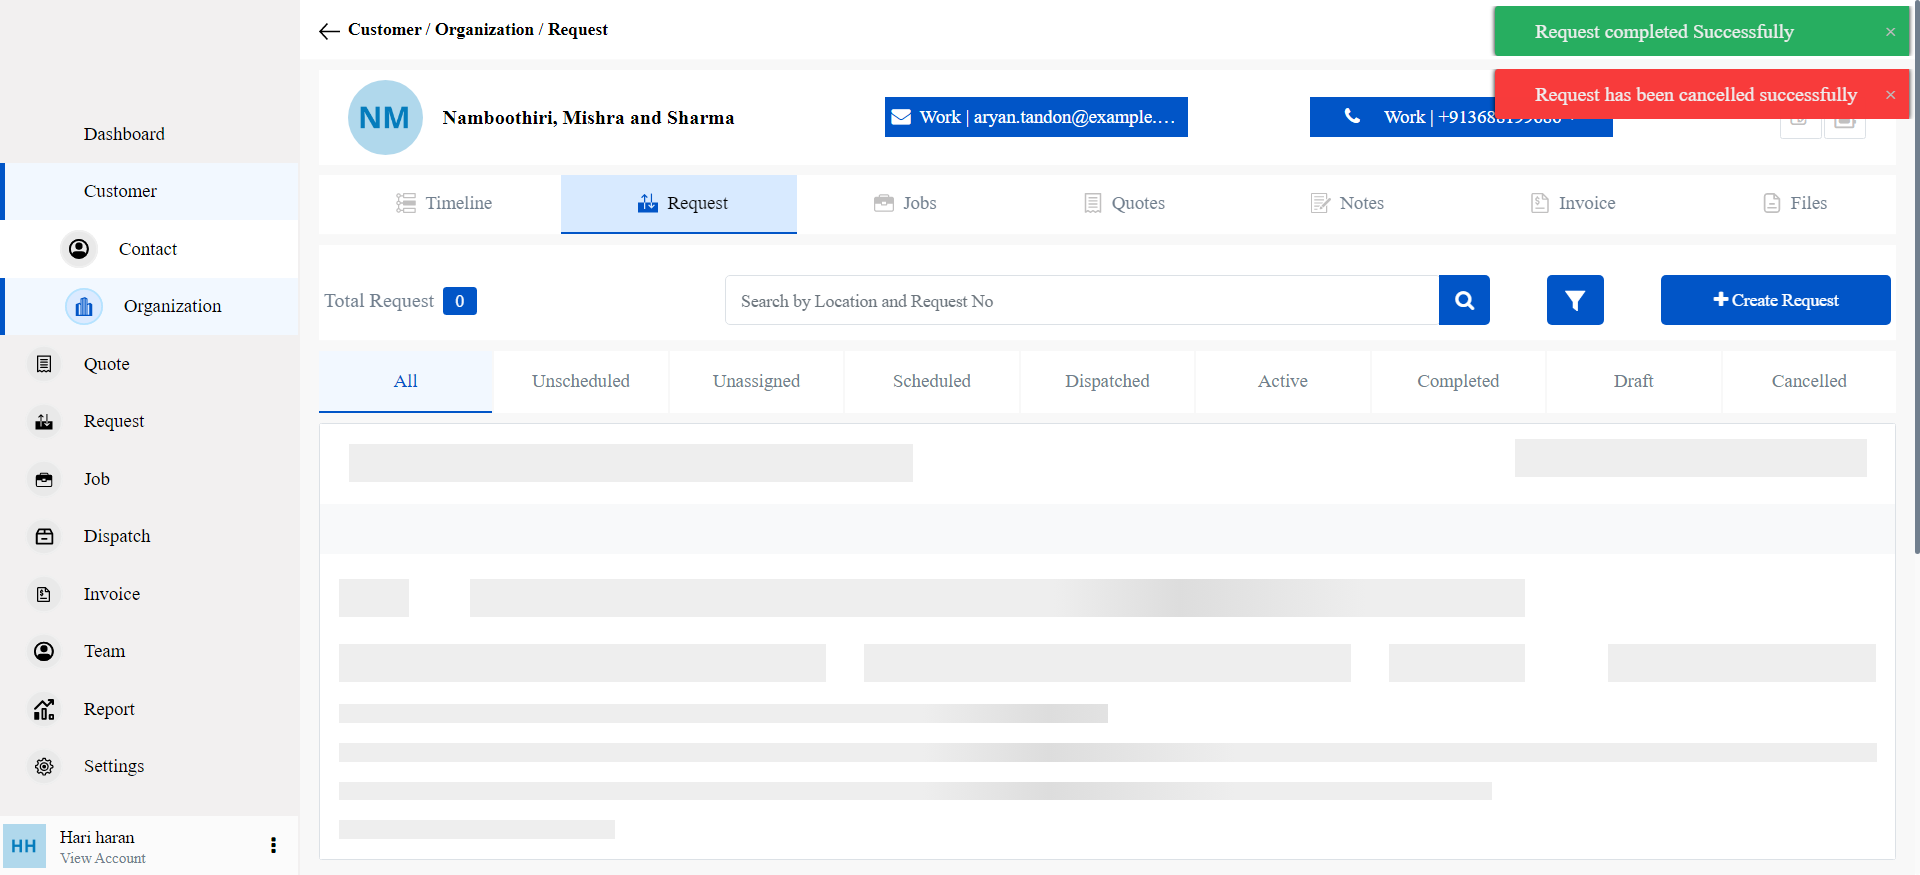 Customer / Organization / Request
Request completed Successfully
×
Request has been cancelled successfully
×
NM
Namboothiri, Mishra and Sharma
Work | aryan.tandon@example.…
Work |
Dashboard
Customer
Contact
Organization
Quote
Request
Job
Dispatch
Invoice
Team
Report
Settings
HH
Hari haran
View Account
Timeline
Request
Jobs
Quotes
Notes
Invoice
Files
Total Request 0
Search by Location and Request No
Create Request
All
Unscheduled
Unassigned
Scheduled
Dispatched
Active
Completed
Draft
Cancelled